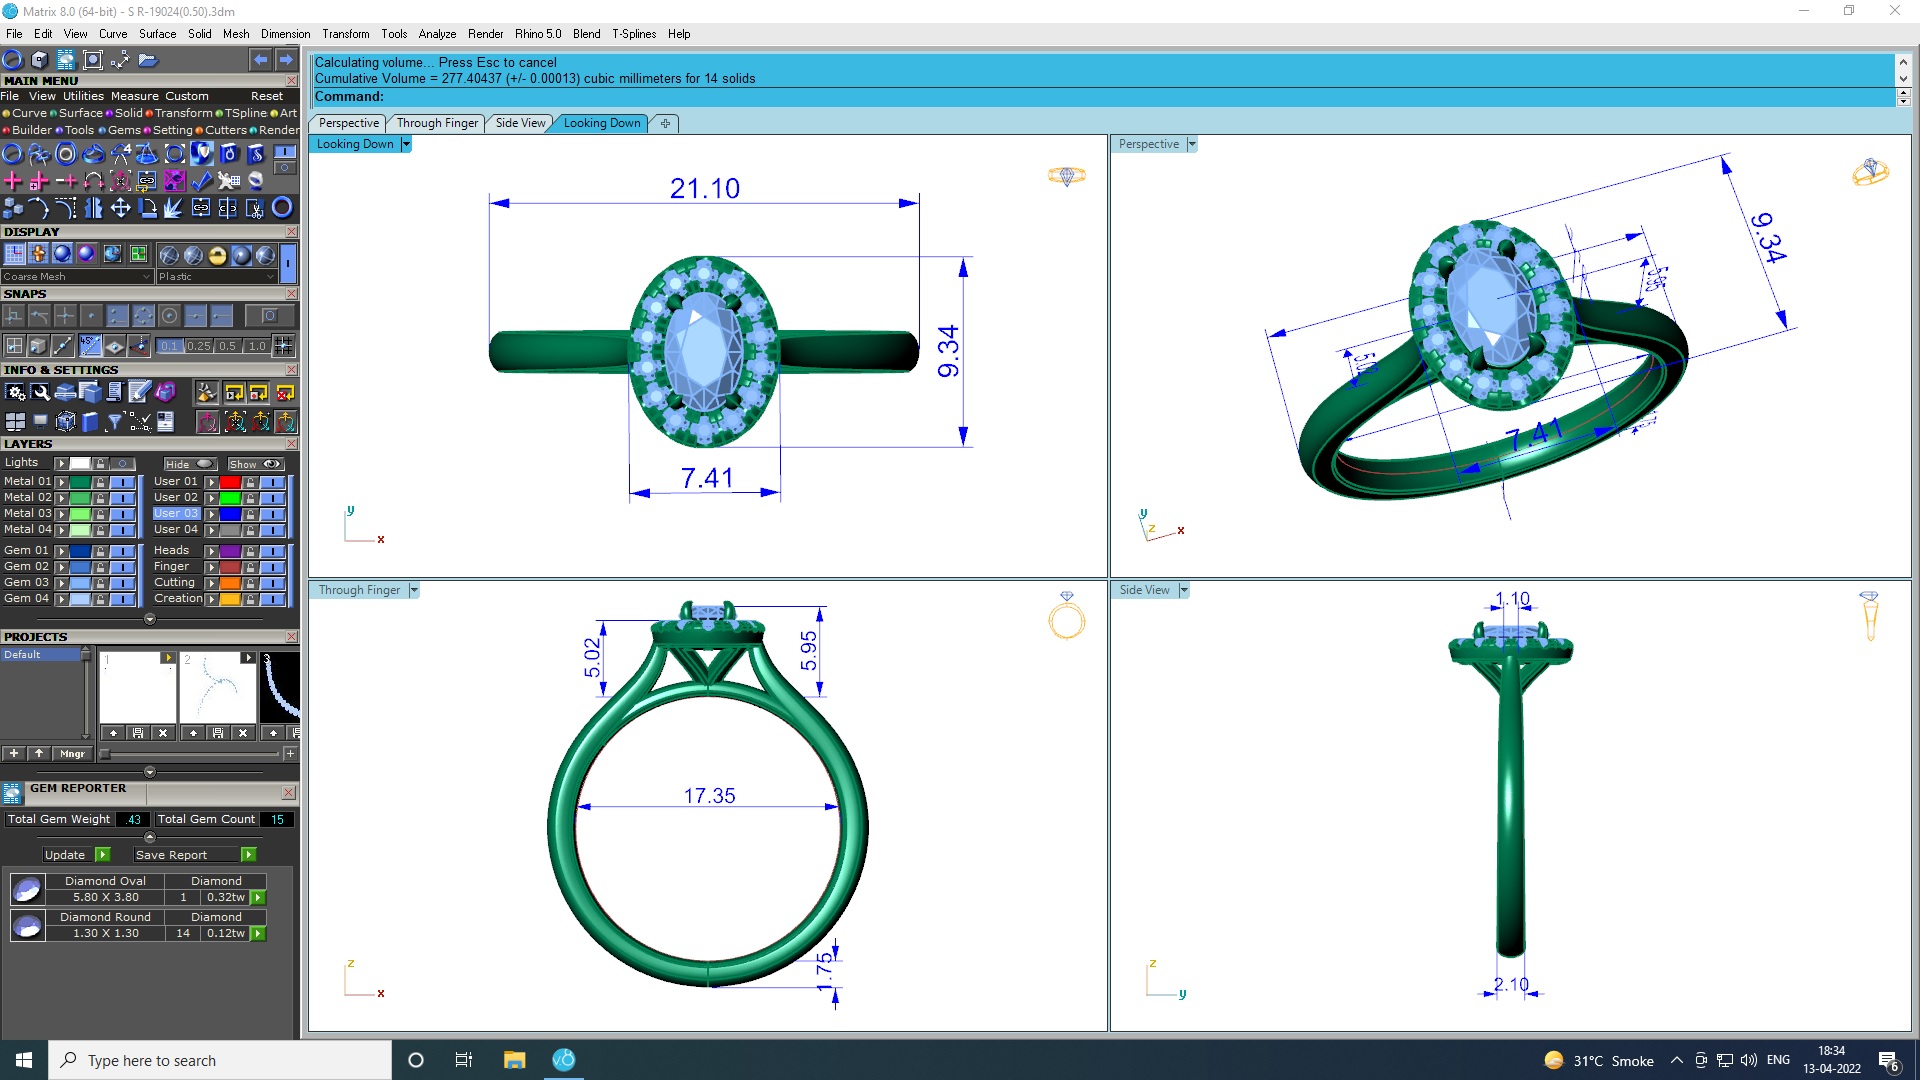 Matrix 8.0 (64-bit) - S R-19024(0.50).3dm
File Edit View Curve Surface Solid Mesh Dimension Transform Tools Analyze Render Rhino 5.0 Blend T-Splines Help
Calculating volume... Press Esc to cancel
Cumulative Volume = 277.40437 (+/- 0.00013) cubic millimeters for 14 solids
Command:
MAIN MENU
File View Utilities Measure Custom Reset
Curve Surface Solid Transform TSpline Art
Builder Tools Gems Setting Cutters Render
DISPLAY
Coarse Mesh Plastic
SNAPS
45°
0.1 0.25 0.5 1.0
INFO & SETTINGS
LAYERS
Lights Hide Show
Metal 01 User 01
Metal 02 User 02
Metal 03 User 03
Metal 04 User 04
Gem 01 Heads
Gem 02 Finger
Gem 03 Cutting
Gem 04 Creation
PROJECTS
Default
1 2 3
Mngr
GEM REPORTER
Total Gem Weight .43 Total Gem Count 15
Update Save Report
Diamond Oval Diamond
5.80 X 3.80 1 0.32tw
Diamond Round Diamond
1.30 X 1.30 14 0.12tw
Perspective Through Finger Side View Looking Down
Looking Down
21.10
9.34
7.41
y
x
Perspective
9.34
5.95
5.02
7.41
y
z
x
Through Finger
5.02
5.95
17.35
1.75
z
x
Side View
1.10
2.10
z
y
Type here to search
31°C Smoke
ENG
18:34
13-04-2022
6